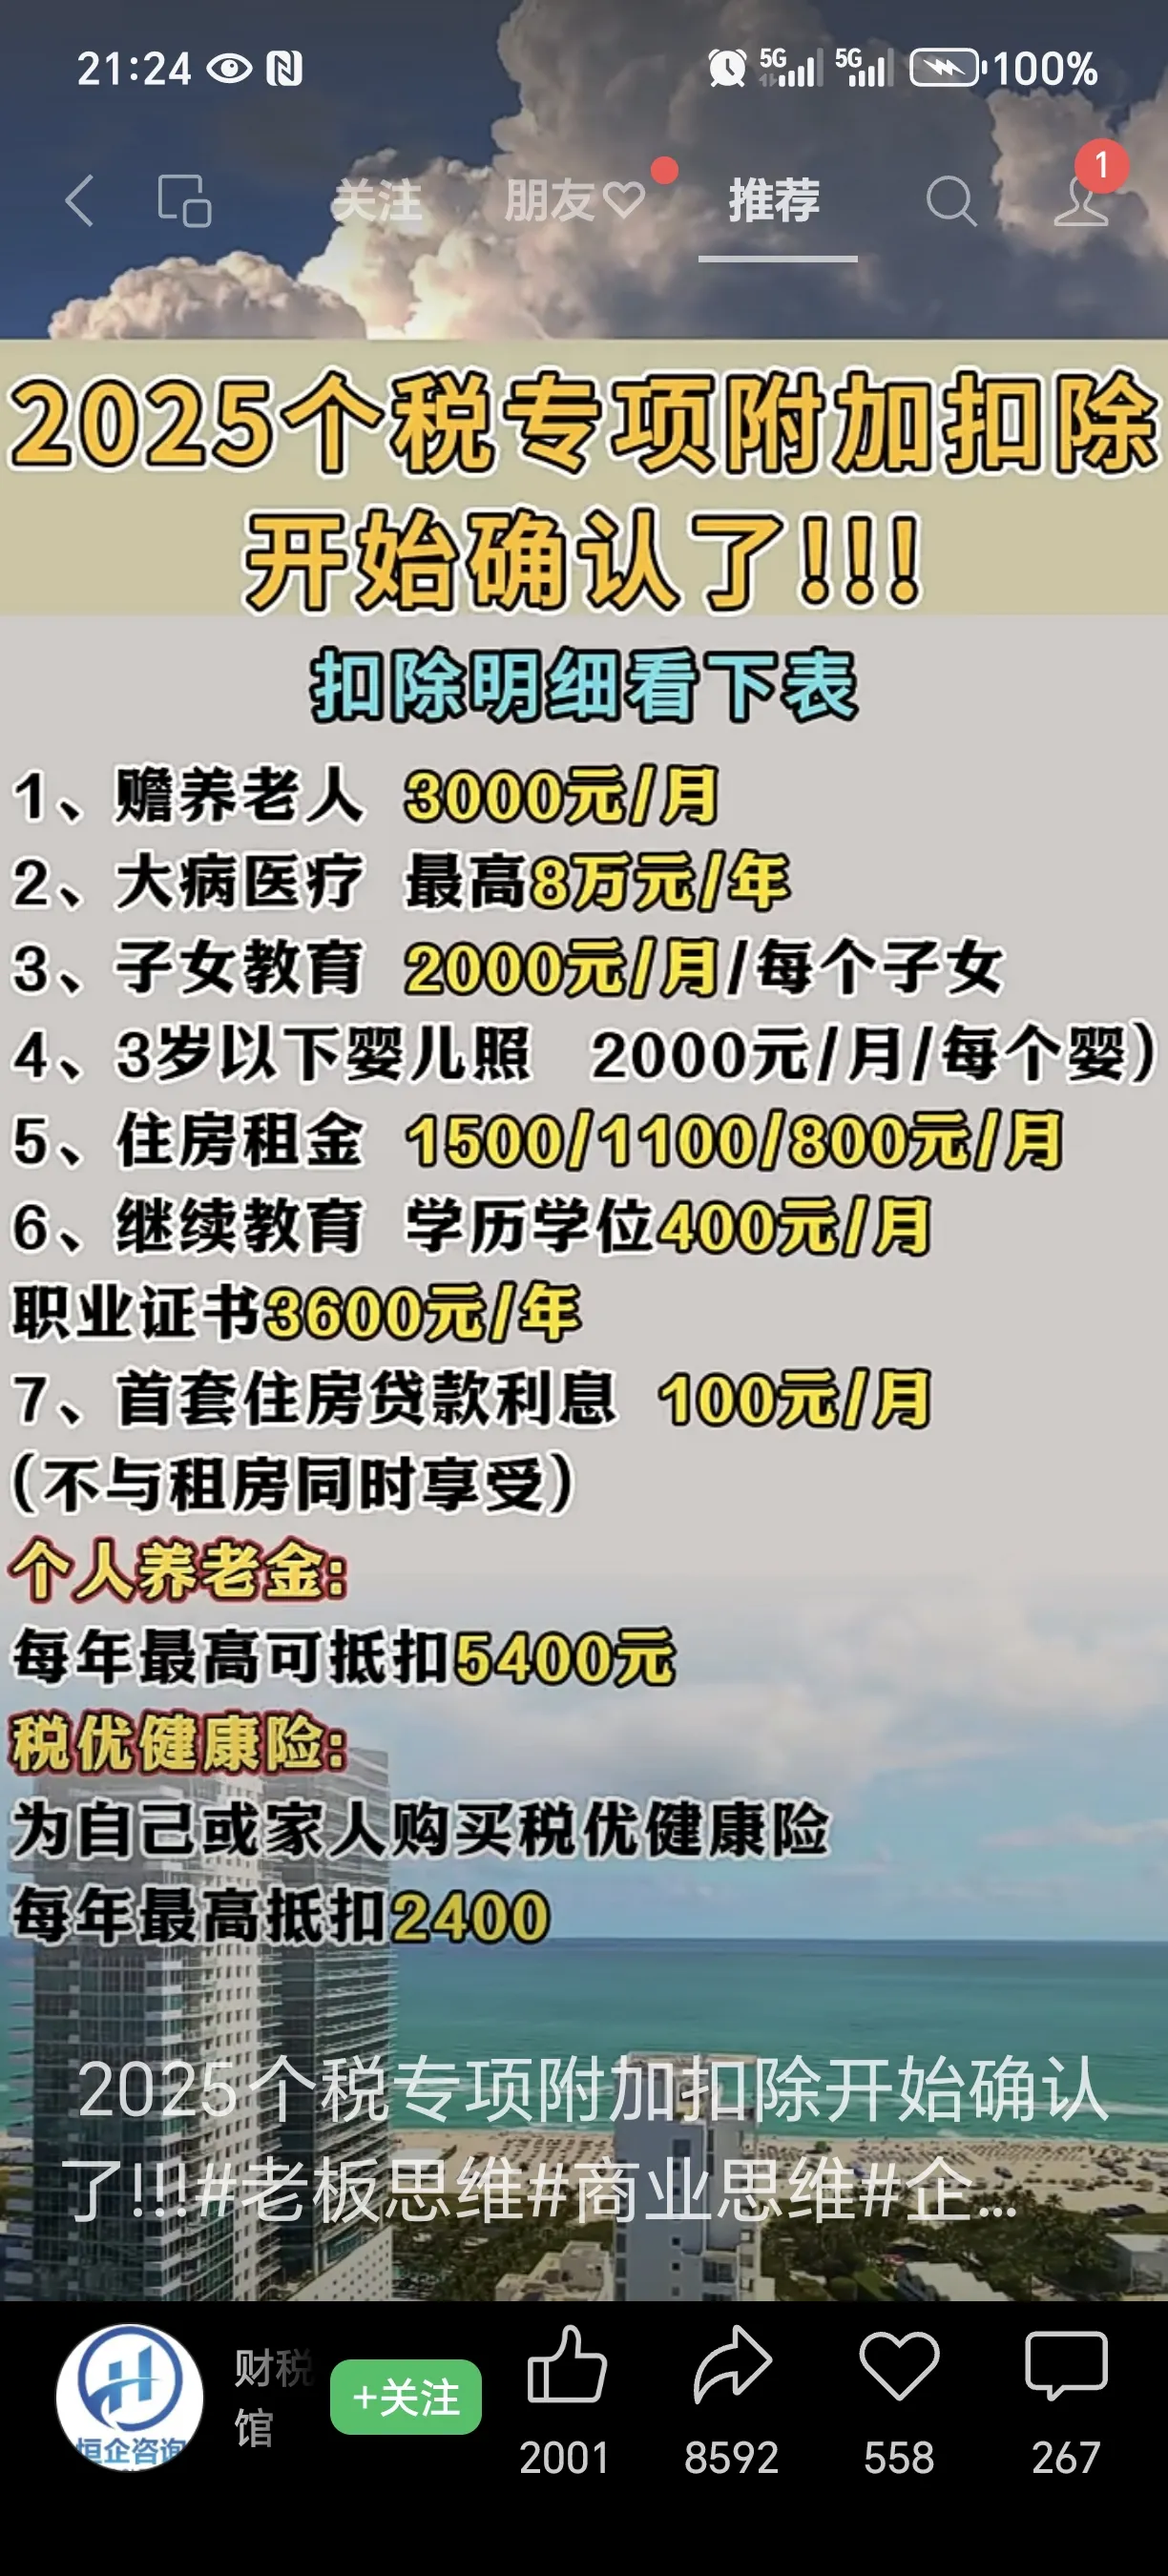 21:24
5G 5G 100%
关注 朋友 推荐
1
2025个税专项附加扣除
开始确认了!!!
扣除明细看下表
1、赡养老人 3000元/月
2、大病医疗 最高8万元/年
3、子女教育 2000元/月/每个子女
4、3岁以下婴儿照 2000元/月/每个婴）
5、住房租金 1500/1100/800元/月
6、继续教育 学历学位400元/月
职业证书3600元/年
7、首套住房贷款利息 100元/月
（不与租房同时享受）
个人养老金:
每年最高可抵扣5400元
税优健康险:
为自己或家人购买税优健康险
每年最高抵扣2400
2025个税专项附加扣除开始确认
了!!!#老板思维#商业思维#企...
恒企咨询
财税
馆
+关注
2001 8592 558 267